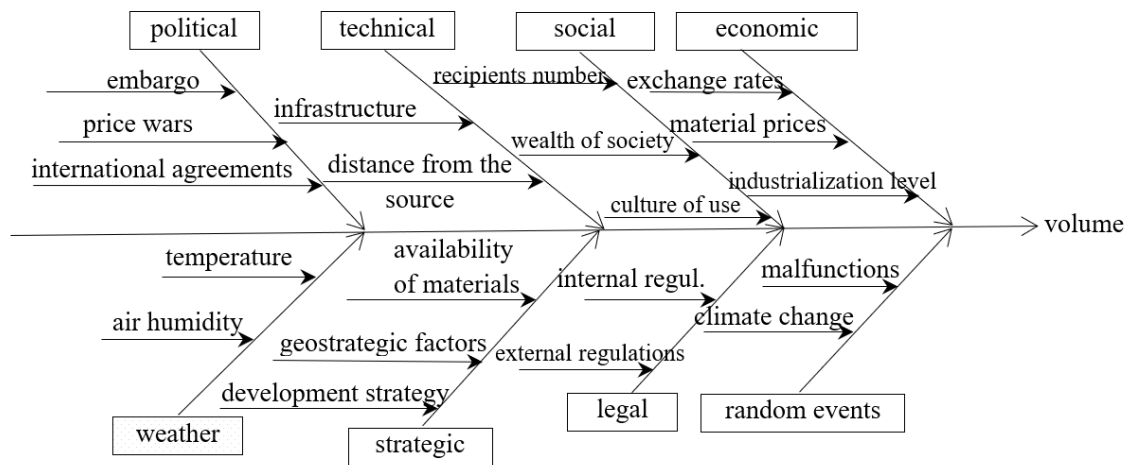 political
technical
social
economic
embargo
recipients number
exchange rates
infrastructure
price wars
material prices
wealth of society
international agreements
distance from the
source
industrialization level
culture of use
volume
temperature
availability
of materials
internal regul.
malfunctions
air humidity
climate change
geostrategic factors
external regulations
development strategy
weather
strategic
legal
random events